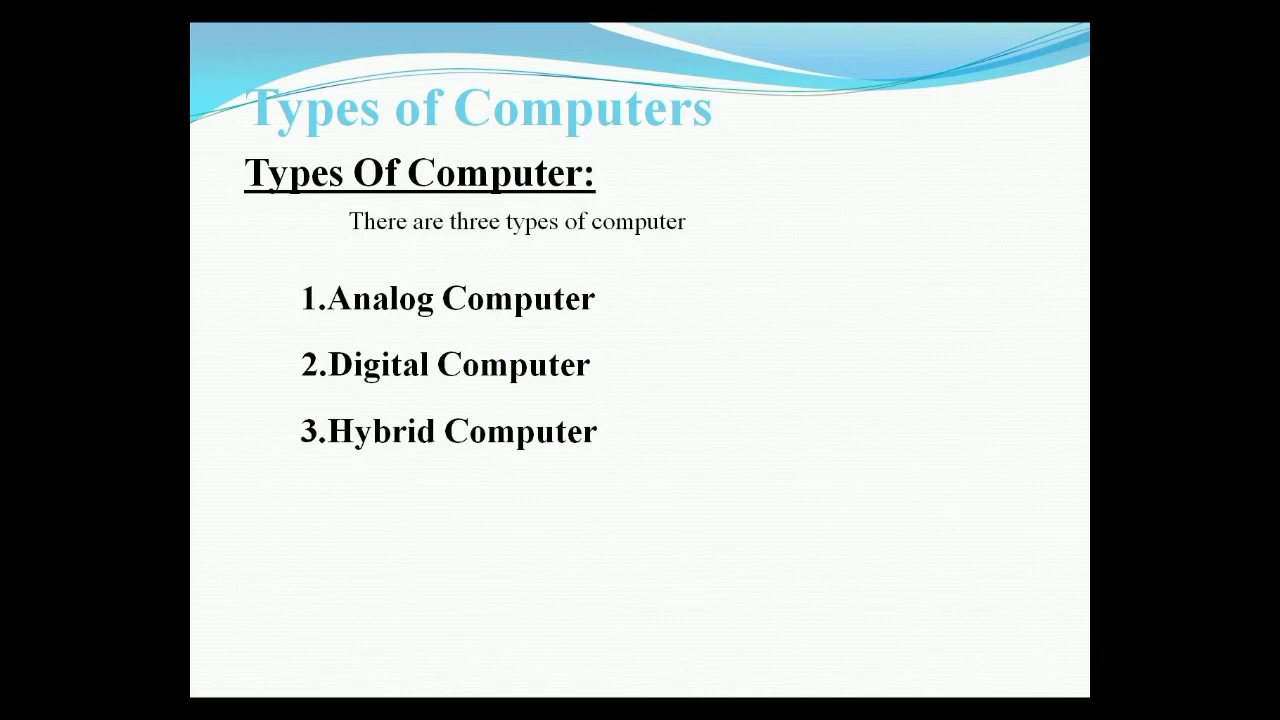 Types of Computers
Types Of Computer:
There are three types of computer
1.Analog Computer
2.Digital Computer
3.Hybrid Computer